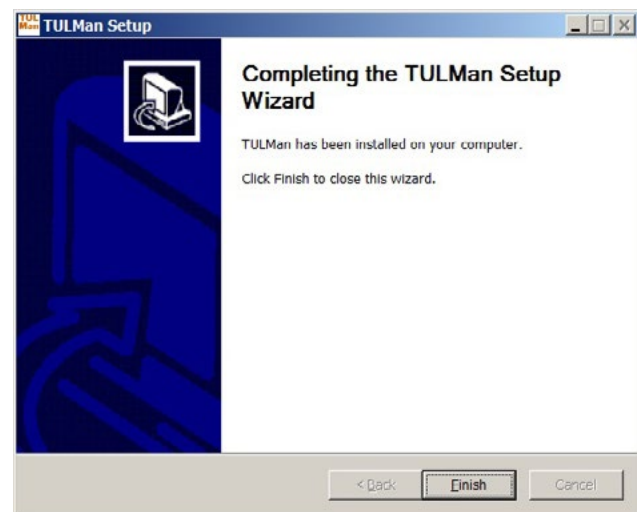 TUL
Man
TULMan Setup
Completing the TULMan Setup
Wizard
TULMan has been installed on your computer.
Click Finish to close this wizard.
< Back
Finish
Cancel